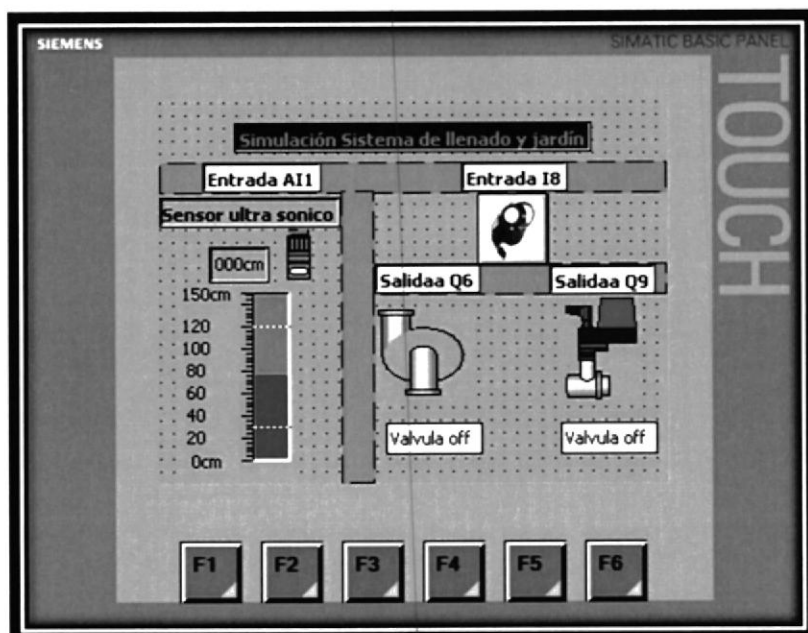 SIEMENS
SIMATIC BASIC PANEL
TOUCH
Simulación Sistema de llenado y jardín
Entrada AI1
Entrada I8
Sensor ultra sonico
000cm
Salidaa Q6
Salidaa Q9
150cm
120
100
80
60
40
20
0cm
Valvula off
Valvula off
F1
F2
F3
F4
F5
F6